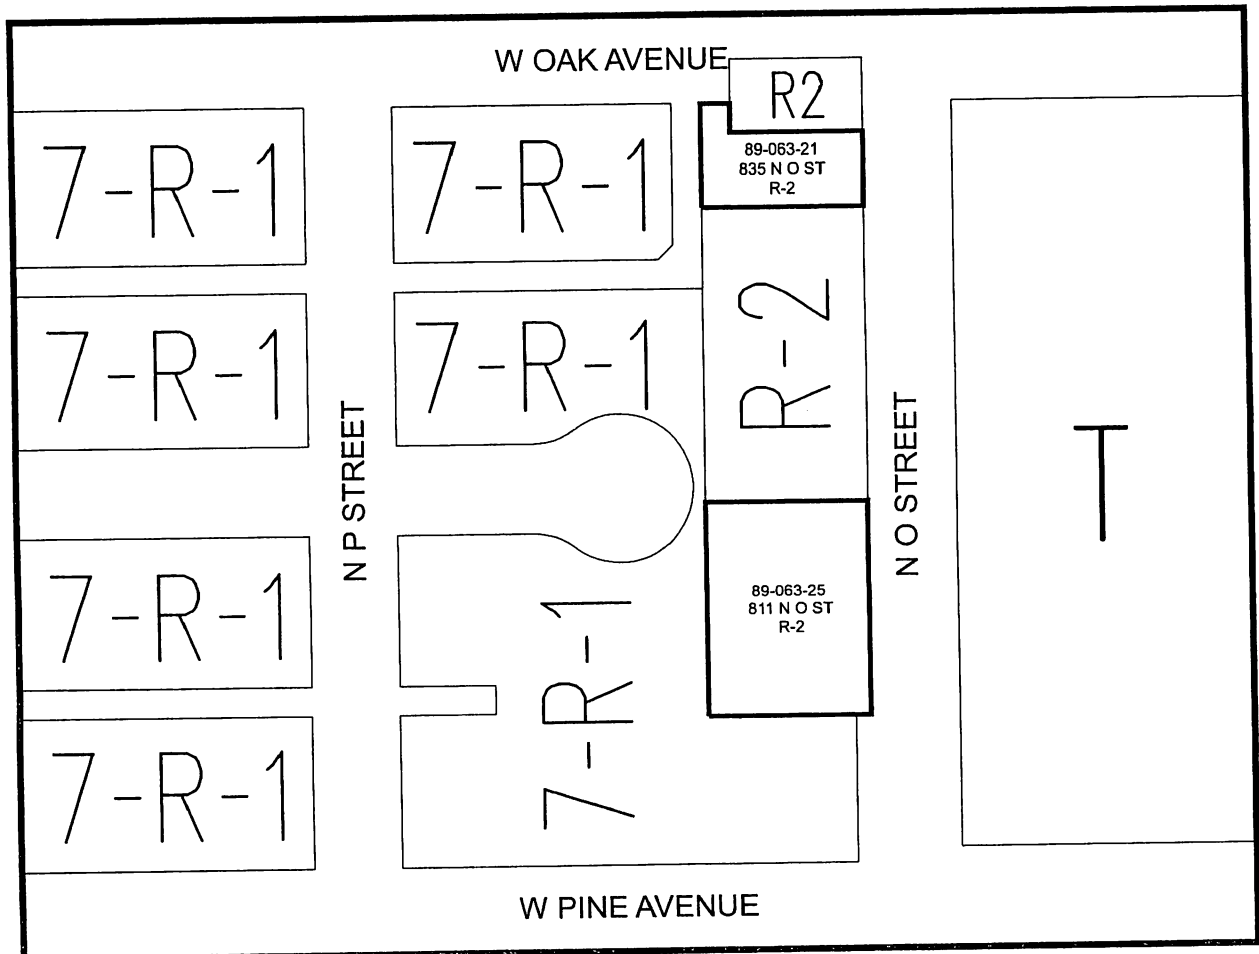 W OAK AVENUE
R2
7-R-1
7-R-1
89-063-21
835 N O ST
R-2
7-R-1
7-R-1
R-2
N P STREET
N O STREET
T
7-R-1
7-R-1
89-063-25
811 N O ST
R-2
7-R-1
W PINE AVENUE